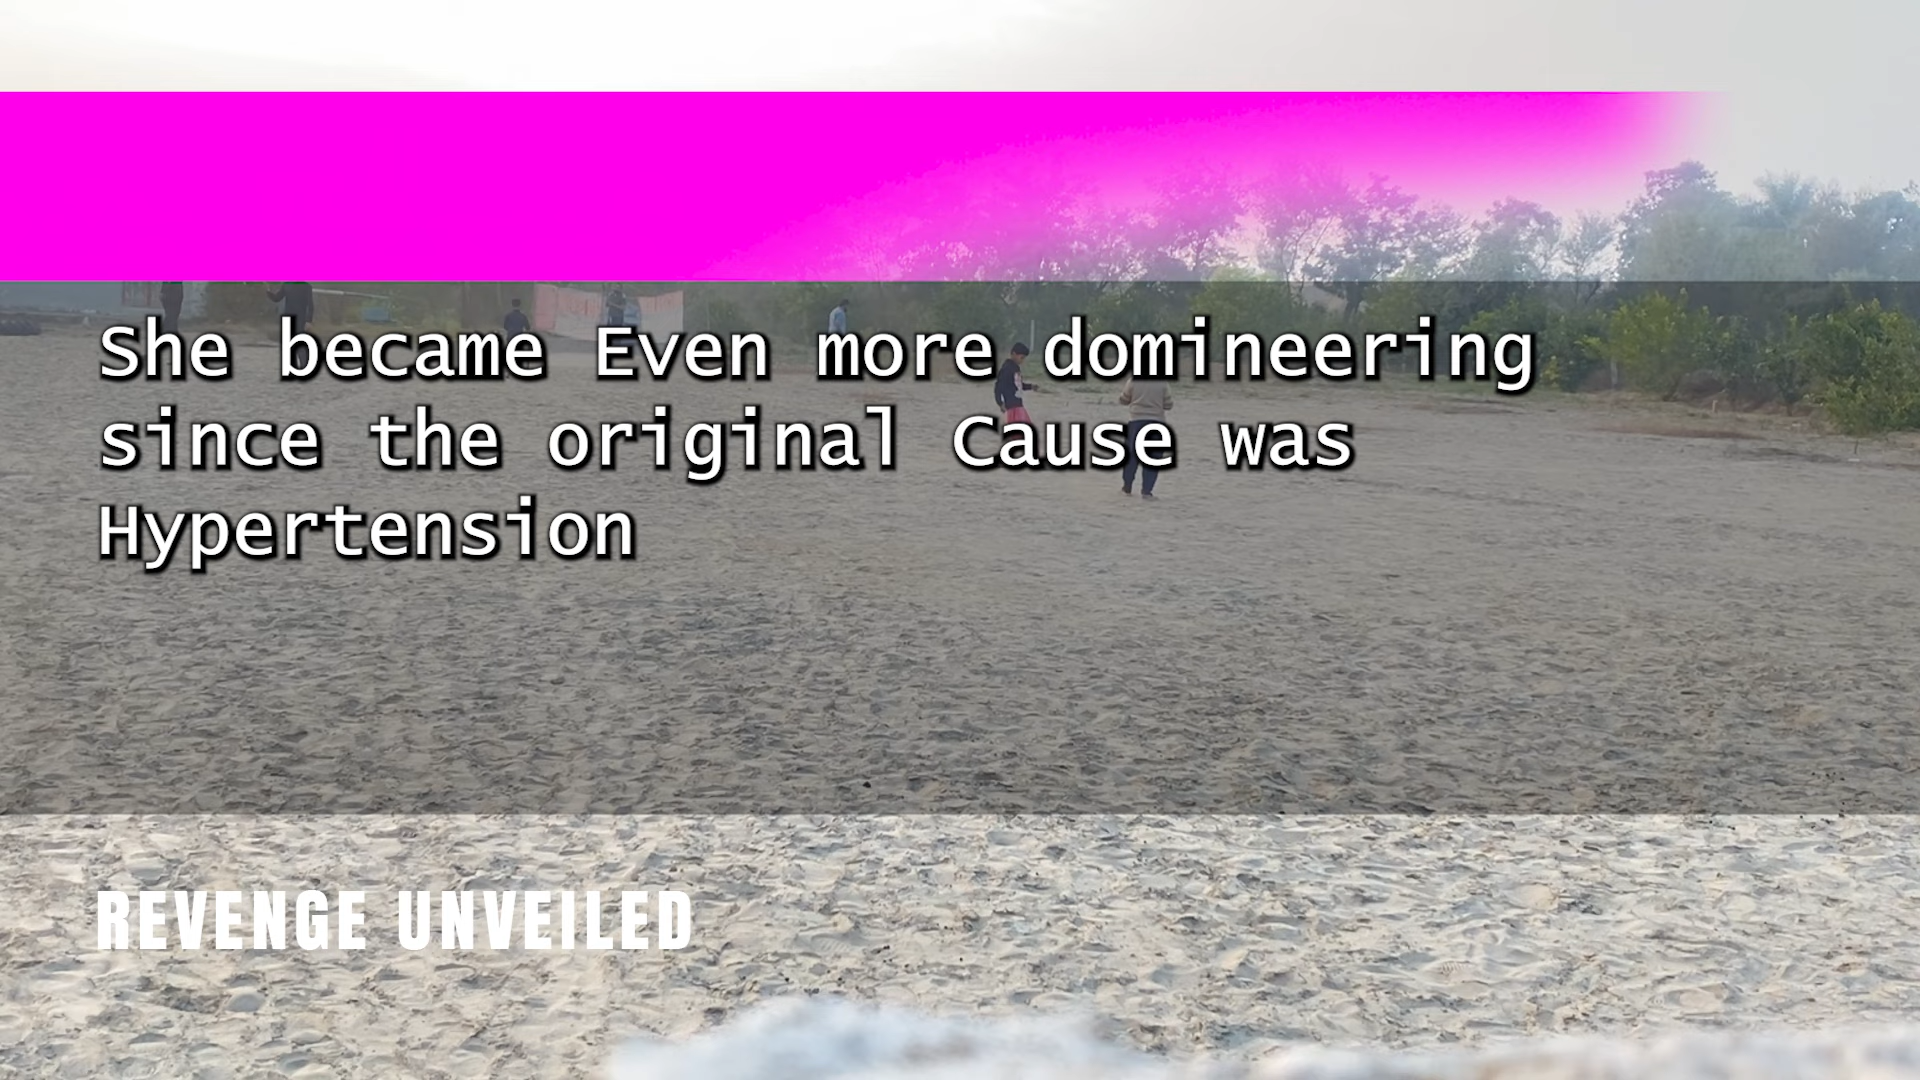 She became Even more domineering
since the original Cause was
Hypertension
REVENGE UNVEILED